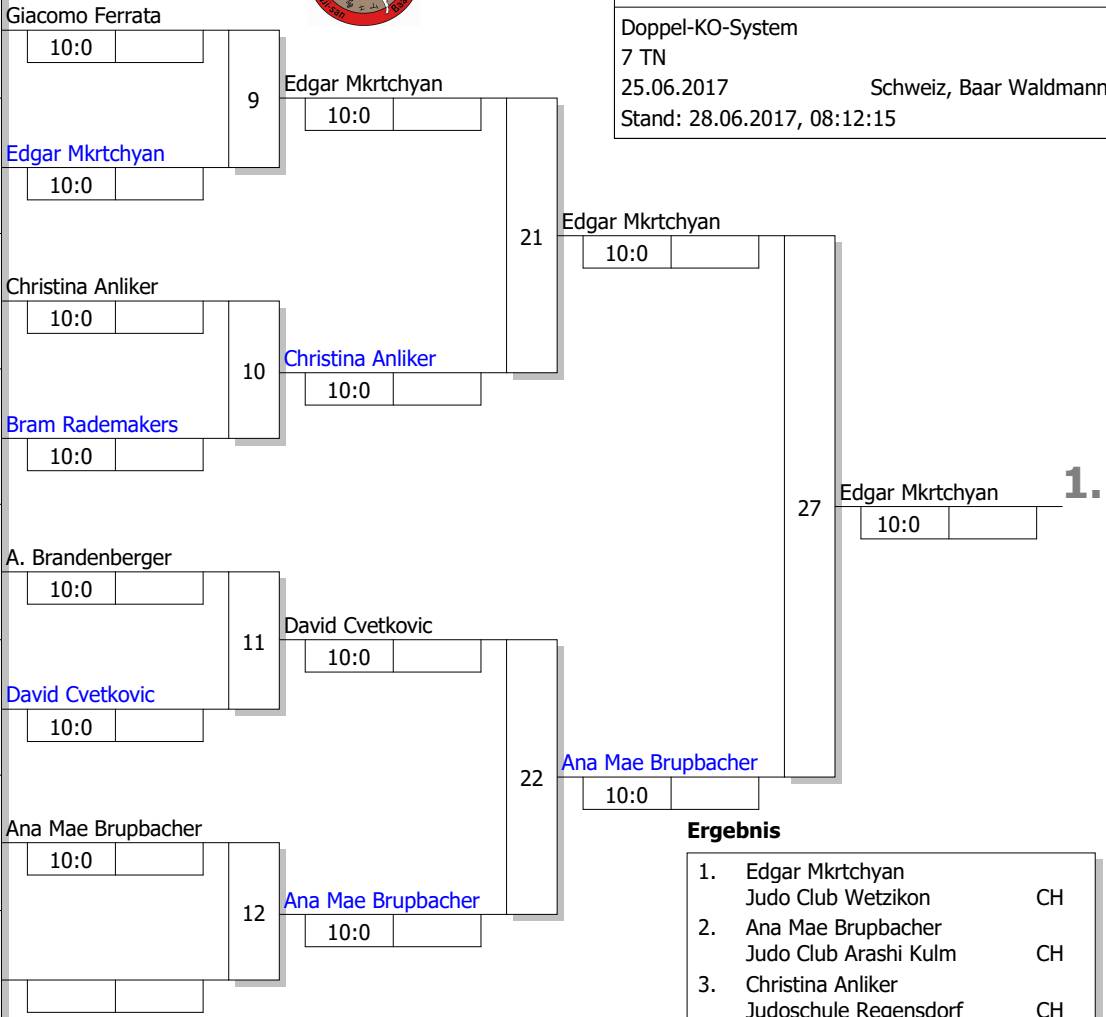 Giacomo Ferrata
10:0
9
Edgar Mkrtchyan
10:0
Edgar Mkrtchyan
10:0
Doppel-KO-System
7 TN
25.06.2017 Schweiz, Baar Waldmann
Stand: 28.06.2017, 08:12:15
21
Edgar Mkrtchyan
10:0
Christina Anliker
10:0
10
Christina Anliker
10:0
Bram Rademakers
10:0
27
Edgar Mkrtchyan
10:0
1.
A. Brandenberger
10:0
11
David Cvetkovic
10:0
David Cvetkovic
10:0
22
Ana Mae Brupbacher
10:0
Ana Mae Brupbacher
10:0
12
Ana Mae Brupbacher
10:0
Ergebnis
1. Edgar Mkrtchyan
Judo Club Wetzikon CH
2. Ana Mae Brupbacher
Judo Club Arashi Kulm CH
3. Christina Anliker
Judoschule Regensdorf CH